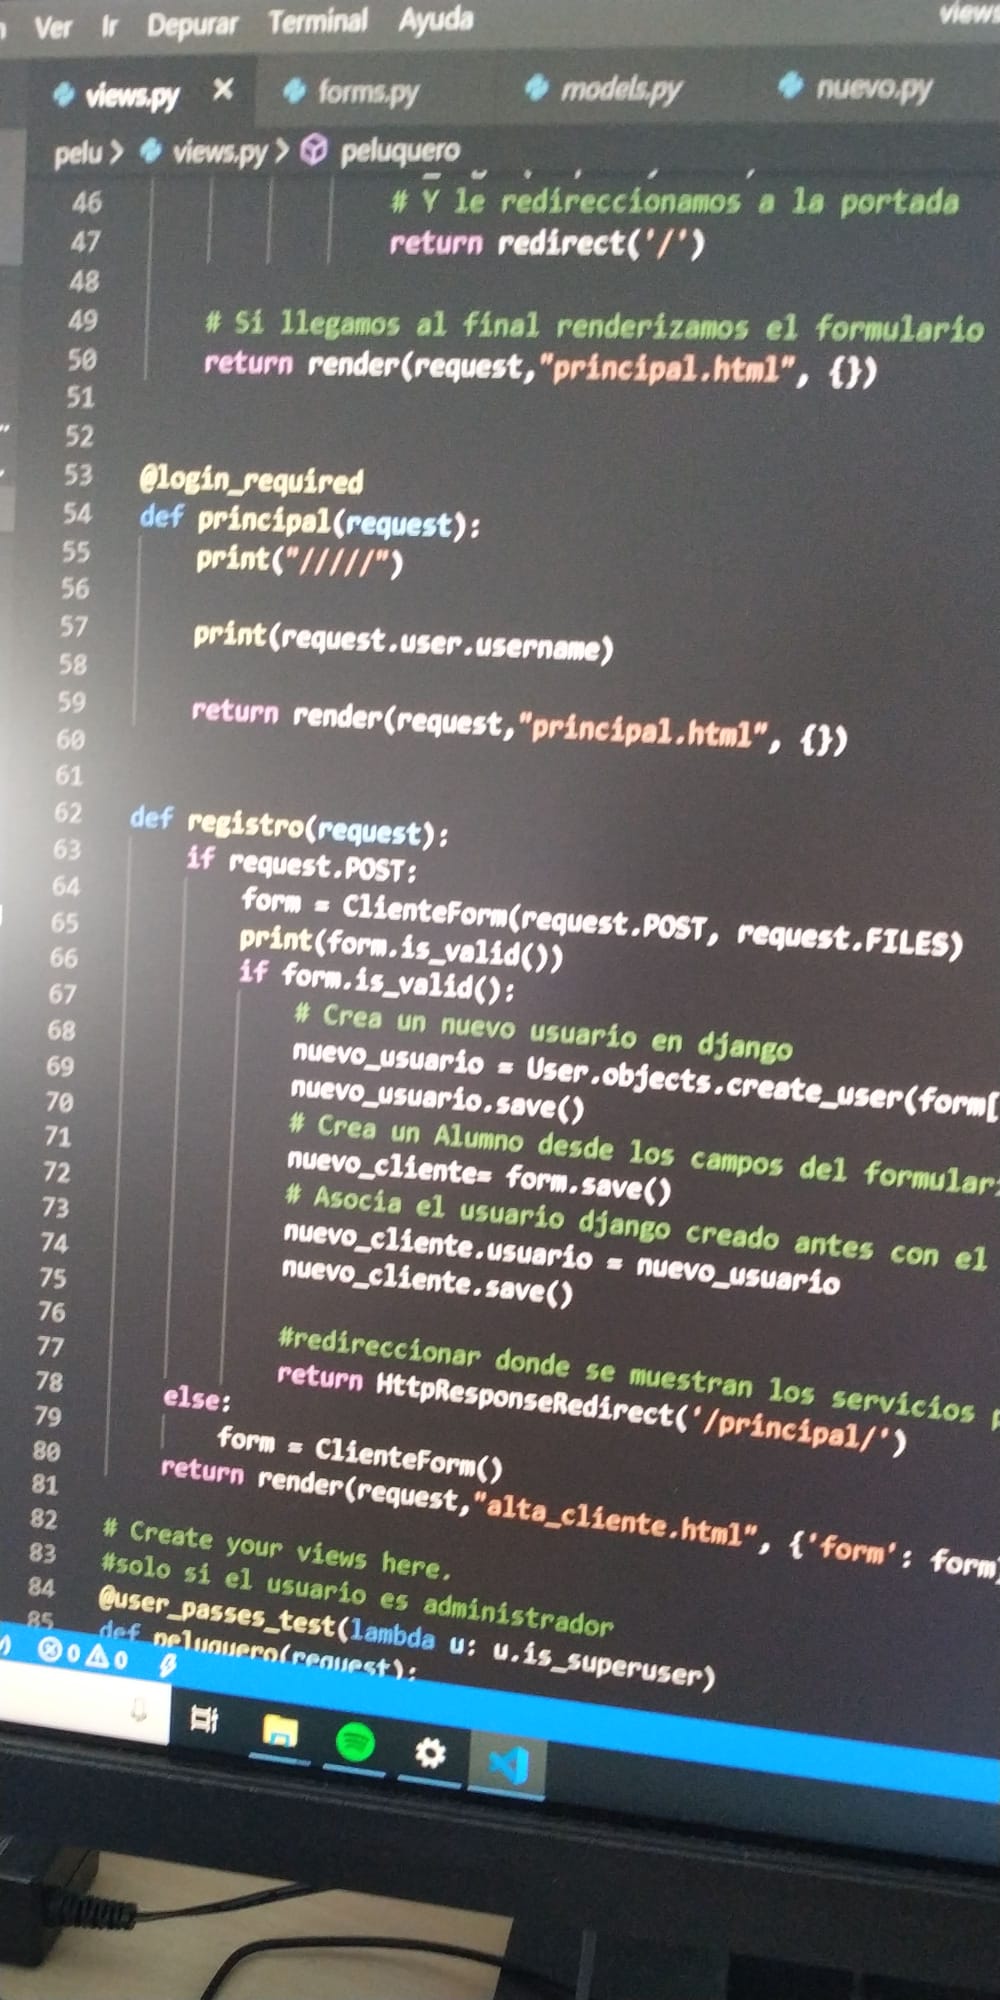 Ver Ir Depurar Terminal Ayuda views
views.py × forms.py models.py nuevo.py
pelu > views.py > peluquero
46 # Y le redireccionamos a la portada
47 return redirect('/')
48
49 # Si llegamos al final renderizamos el formulario
50 return render(request,"principal.html", {})
51
52
53 @login_required
54 def principal(request):
55 print("/////")
56
57 print(request.user.username)
58
59 return render(request,"principal.html", {})
60
61
62 def registro(request):
63 if request.POST:
64 form = ClienteForm(request.POST, request.FILES)
65 print(form.is_valid())
66 if form.is_valid():
67 # Crea un nuevo usuario en django
68 nuevo_usuario = User.objects.create_user(form[
69 nuevo_usuario.save()
70 # Crea un Alumno desde los campos del formular
71 nuevo_cliente= form.save()
72 # Asocia el usuario django creado antes con el
73 nuevo_cliente.usuario = nuevo_usuario
74 nuevo_cliente.save()
75
76 #redireccionar donde se muestran los servicios p
77 return HttpResponseRedirect('/principal/')
78 else:
79 form = ClienteForm()
80 return render(request,"alta_cliente.html", {'form': form}
81
82 # Create your views here.
83 #solo si el usuario es administrador
84 @user_passes_test(lambda u: u.is_superuser)
85 def peluquero(request):
0 0